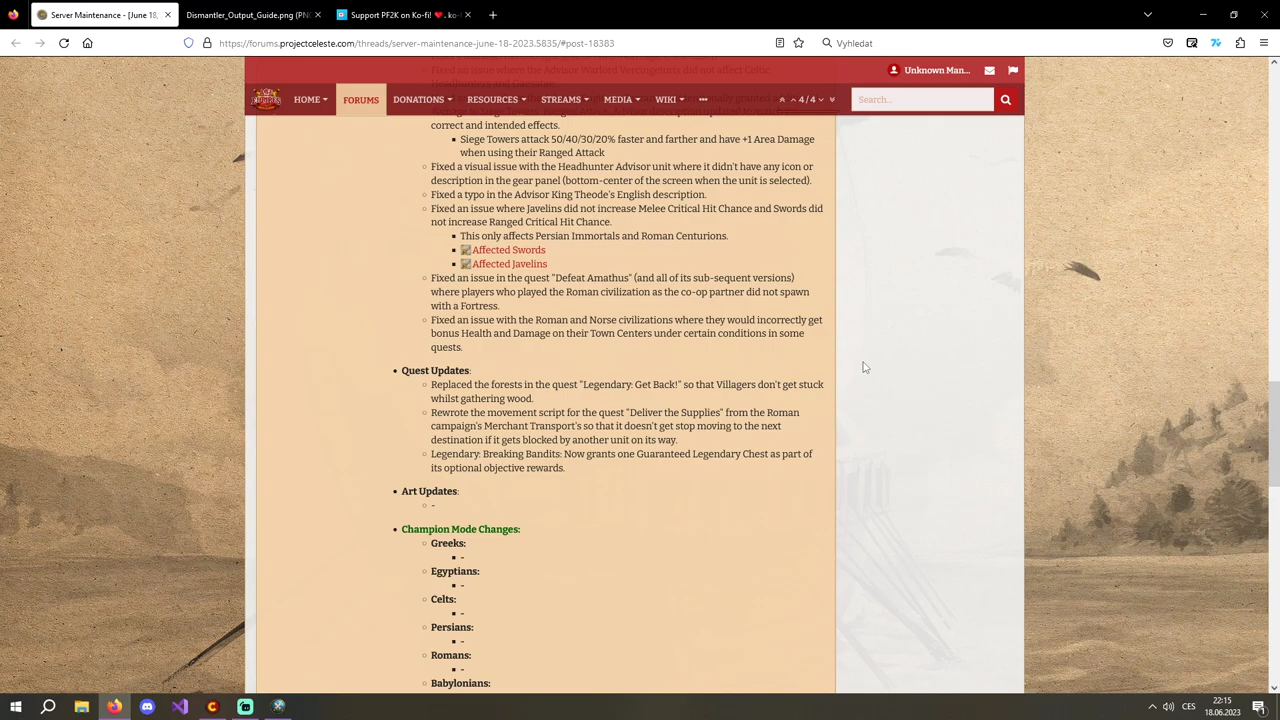 Server Maintenance - [June 18,
Dismantler_Output_Guide.png (PN
Support PF2K on Ko-fi! ❤️. ko-
https://forums.projectceleste.com/threads/server-maintenance-june-18-2023.5835/#post-18383
Vyhledat
Unknown Man...
HOME
FORUMS
DONATIONS
RESOURCES
STREAMS
MEDIA
WIKI
•••
4 / 4
Search...
Fixed an issue where the Advisor Warlord Vercingetorix did not affect Celtic
correct and intended effects.
Siege Towers attack 50/40/30/20% faster and farther and have +1 Area Damage
when using their Ranged Attack
Fixed a visual issue with the Headhunter Advisor unit where it didn't have any icon or
description in the gear panel (bottom-center of the screen when the unit is selected).
Fixed a typo in the Advisor King Theode's English description.
Fixed an issue where Javelins did not increase Melee Critical Hit Chance and Swords did
not increase Ranged Critical Hit Chance.
This only affects Persian Immortals and Roman Centurions.
Affected Swords
Affected Javelins
Fixed an issue in the quest "Defeat Amathus" (and all of its sub-sequent versions)
where players who played the Roman civilization as the co-op partner did not spawn
with a Fortress.
Fixed an issue with the Roman and Norse civilizations where they would incorrectly get
bonus Health and Damage on their Town Centers under certain conditions in some
quests.
Quest Updates:
Replaced the forests in the quest "Legendary: Get Back!" so that Villagers don't get stuck
whilst gathering wood.
Rewrote the movement script for the quest "Deliver the Supplies" from the Roman
campaign's Merchant Transport's so that it doesn't get stop moving to the next
destination if it gets blocked by another unit on its way.
Legendary: Breaking Bandits: Now grants one Guaranteed Legendary Chest as part of
its optional objective rewards.
Art Updates:
-
Champion Mode Changes:
Greeks:
-
Egyptians:
-
Celts:
-
Persians:
-
Romans:
-
Babylonians:
CES
22:15
18.06.2023